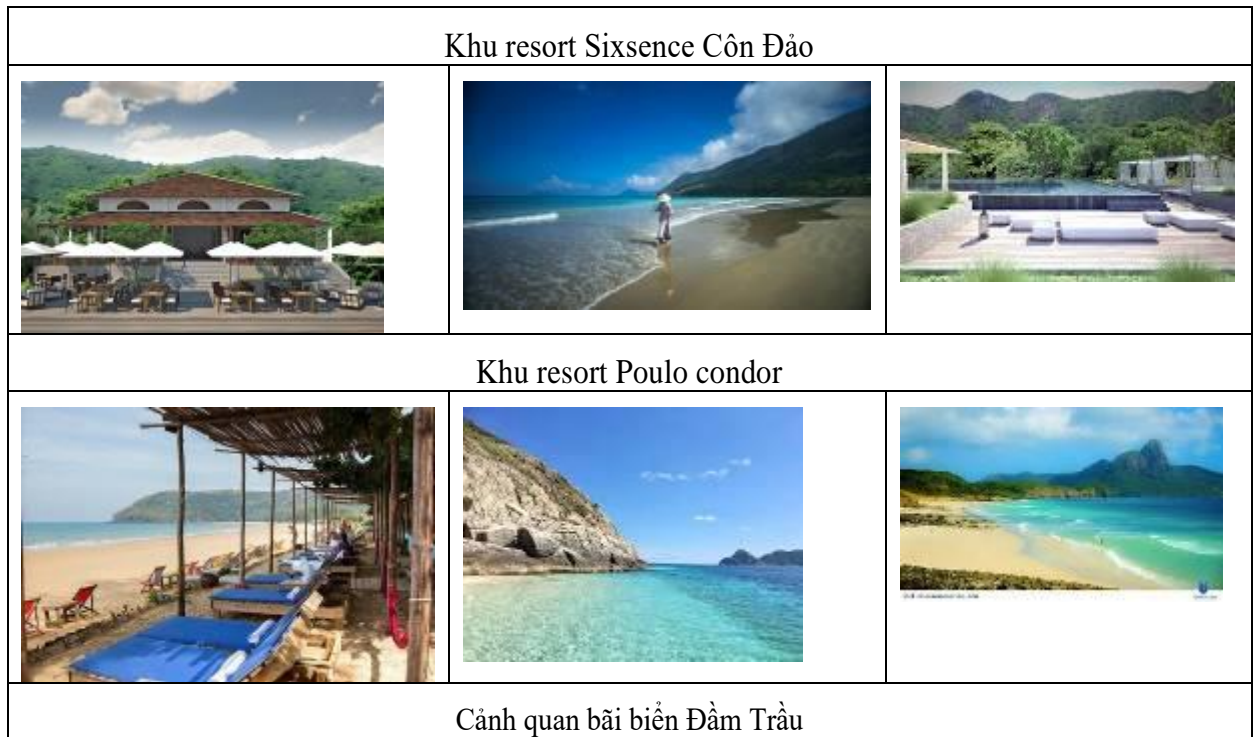 Khu resort Sixsence Côn Đảo
Khu resort Poulo condor
Cảnh quan bãi biển Đầm Trầu